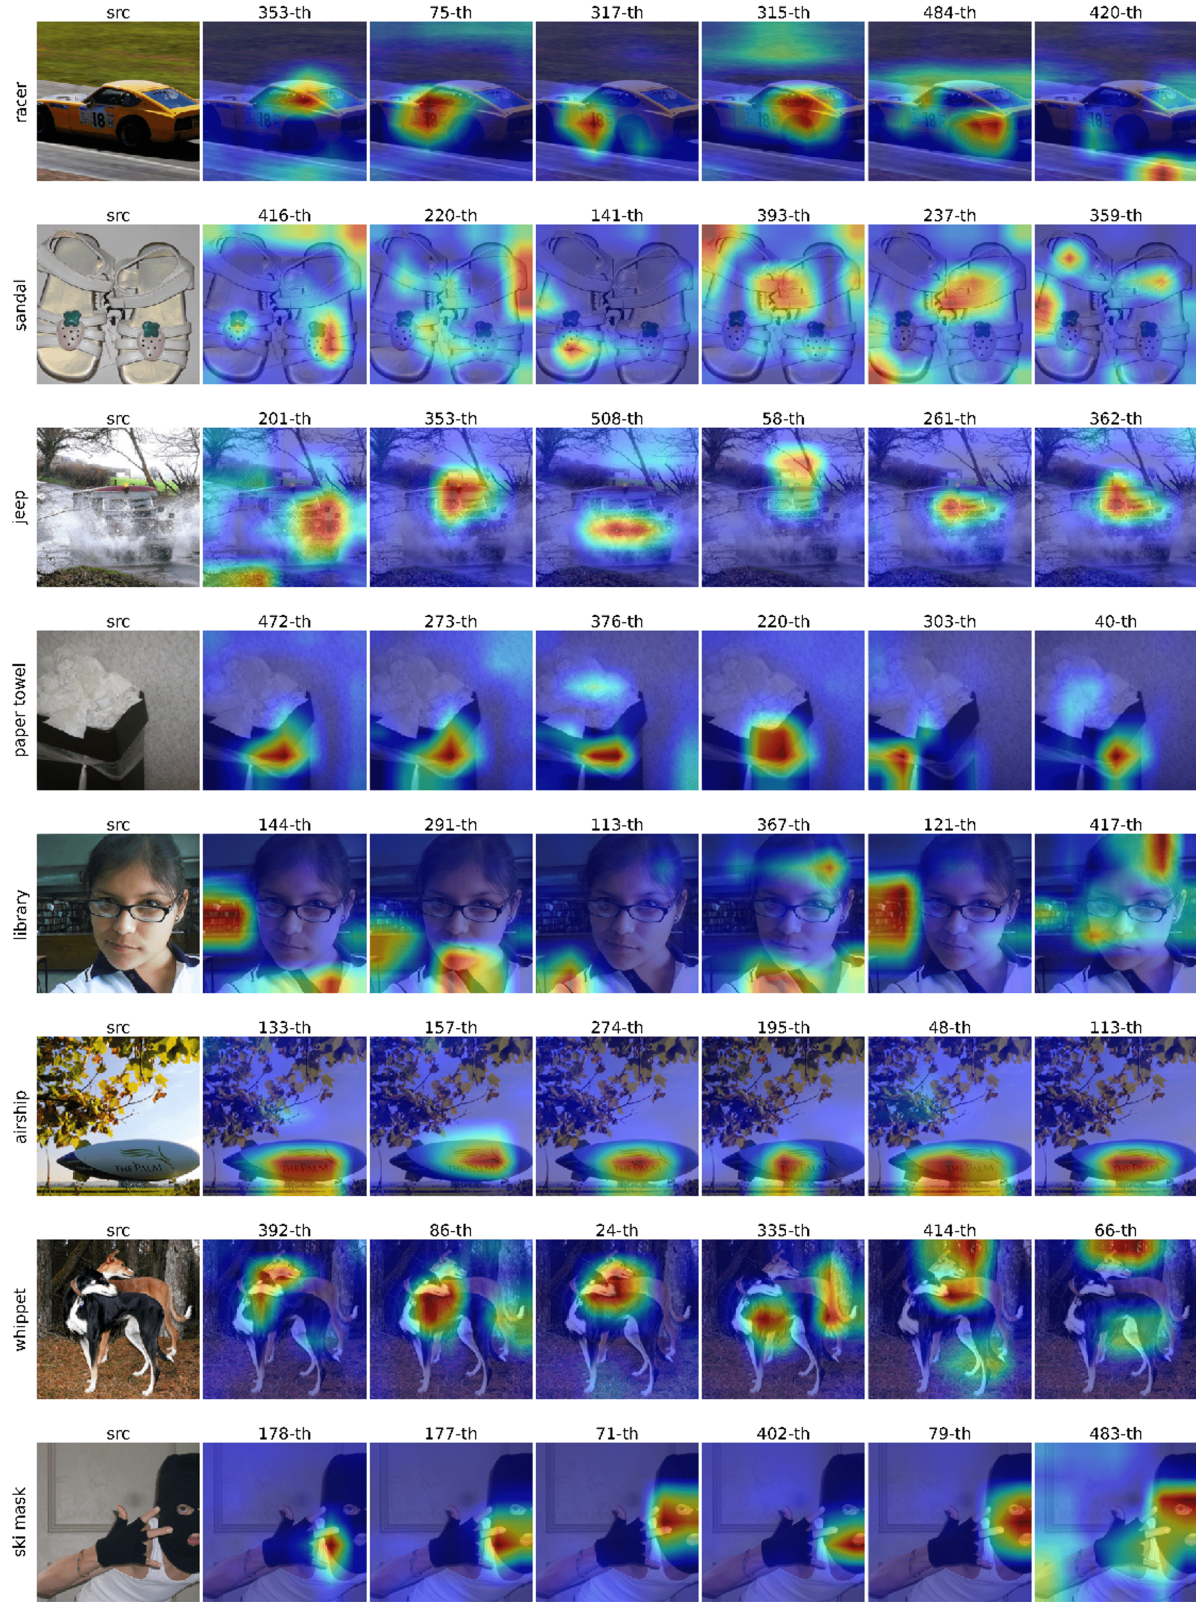 src 353-th 75-th 317-th 315-th 484-th 420-th
racer
18
src 416-th 220-th 141-th 393-th 237-th 359-th
sandal
src 201-th 353-th 508-th 58-th 261-th 362-th
jeep
src 472-th 273-th 376-th 220-th 303-th 40-th
paper towel
src 144-th 291-th 113-th 367-th 121-th 417-th
library
src 133-th 157-th 274-th 195-th 48-th 113-th
airship
THE PALM
src 392-th 86-th 24-th 335-th 414-th 66-th
whippet
src 178-th 177-th 71-th 402-th 79-th 483-th
ski mask